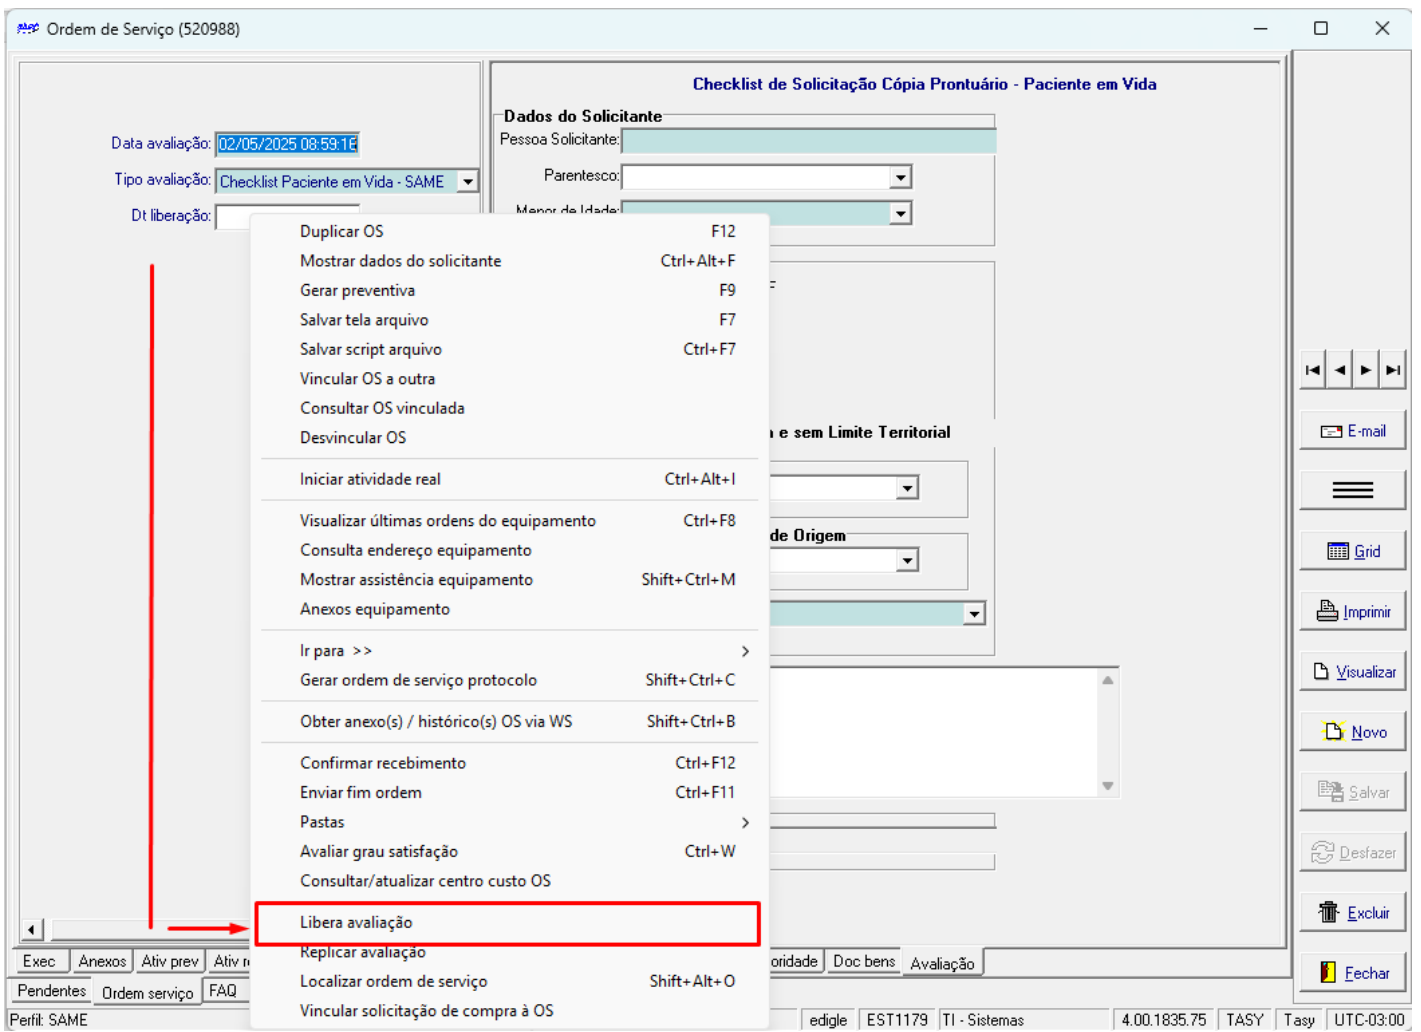 Ordem de Serviço (520988)
Checklist de Solicitação Cópia Prontuário - Paciente em Vida
Data avaliação: 02/05/2025 08:59:16
Tipo avaliação: Checklist Paciente em Vida - SAME
Dt liberação:
Dados do Solicitante
Pessoa Solicitante:
Parentesco:
Menor de Idade:
Duplicar OS F12
Mostrar dados do solicitante Ctrl+Alt+F
Gerar preventiva F9
Salvar tela arquivo F7
Salvar script arquivo Ctrl+F7
Vincular OS a outra
Consultar OS vinculada
Desvincular OS
Iniciar atividade real Ctrl+Alt+I
Visualizar últimas ordens do equipamento Ctrl+F8
Consulta endereço equipamento
Mostrar assistência equipamento Shift+Ctrl+M
Anexos equipamento
Ir para >>
Gerar ordem de serviço protocolo Shift+Ctrl+C
Obter anexo(s) / histórico(s) OS via WS Shift+Ctrl+B
Confirmar recebimento Ctrl+F12
Enviar fim ordem Ctrl+F11
Pastas
Avaliar grau satisfação Ctrl+W
Consultar/atualizar centro custo OS
Libera avaliação
Replicar avaliação
Localizar ordem de serviço Shift+Alt+O
Vincular solicitação de compra à OS
e sem Limite Territorial
de Origem
E-mail
Grid
Imprimir
Visualizar
Novo
Salvar
Desfazer
Excluir
Fechar
Exec Anexos Ativ prev Ativ r oridade Doc bens Avaliação
Pendentes Ordem serviço FAQ
Perfil: SAME edigle EST1179 TI - Sistemas 4.00.1835.75 TASY Tasy UTC-03:00